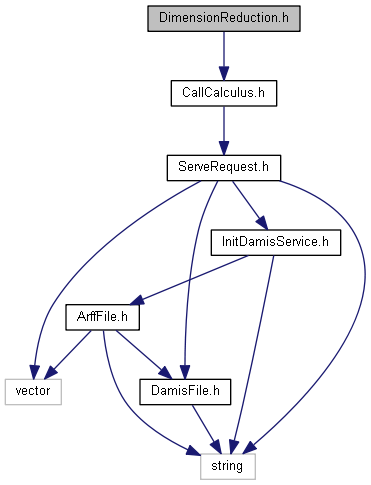 DimensionReduction.h
CallCalculus.h
ServeRequest.h
InitDamisService.h
ArffFile.h
vector
DamisFile.h
string